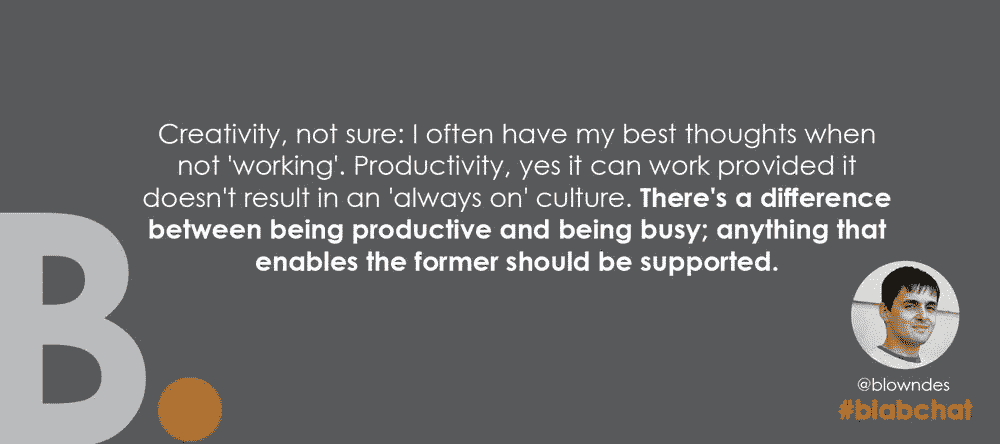 Creativity, not sure: I often have my best thoughts when
not 'working'. Productivity, yes it can work provided it
doesn't result in an 'always on' culture. There's a difference
between being productive and being busy; anything that
enables the former should be supported.
B.
@blowndes
#biabchat